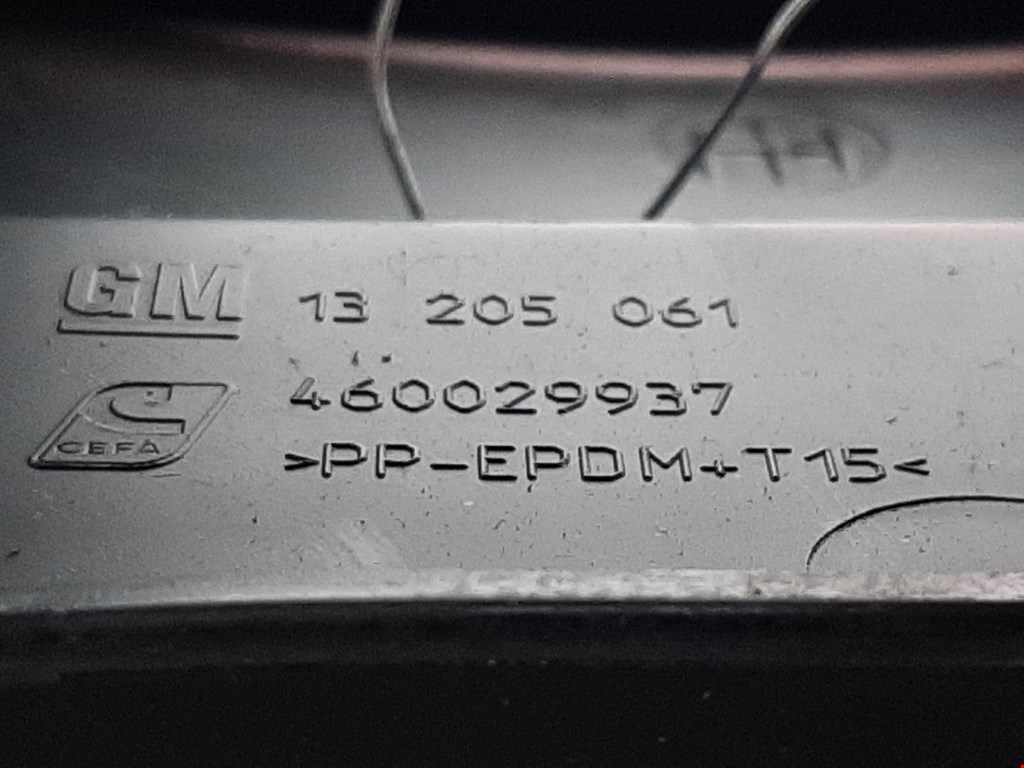 GM 13 205 061
460029937
CEFA
>PP-EPDM+T15<